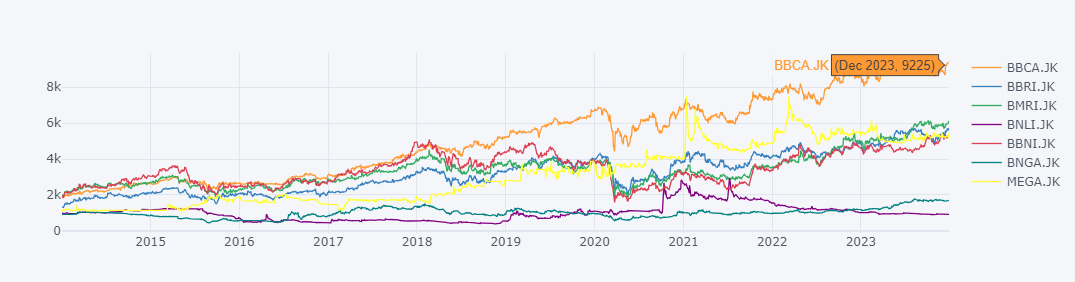 BBCA.JK (Dec 2023, 9225)
8k
6k
4k
2k
0
2015 2016 2017 2018 2019 2020 2021 2022 2023
BBCA.JK
BBRI.JK
BMRI.JK
BNLI.JK
BBNI.JK
BNGA.JK
MEGA.JK